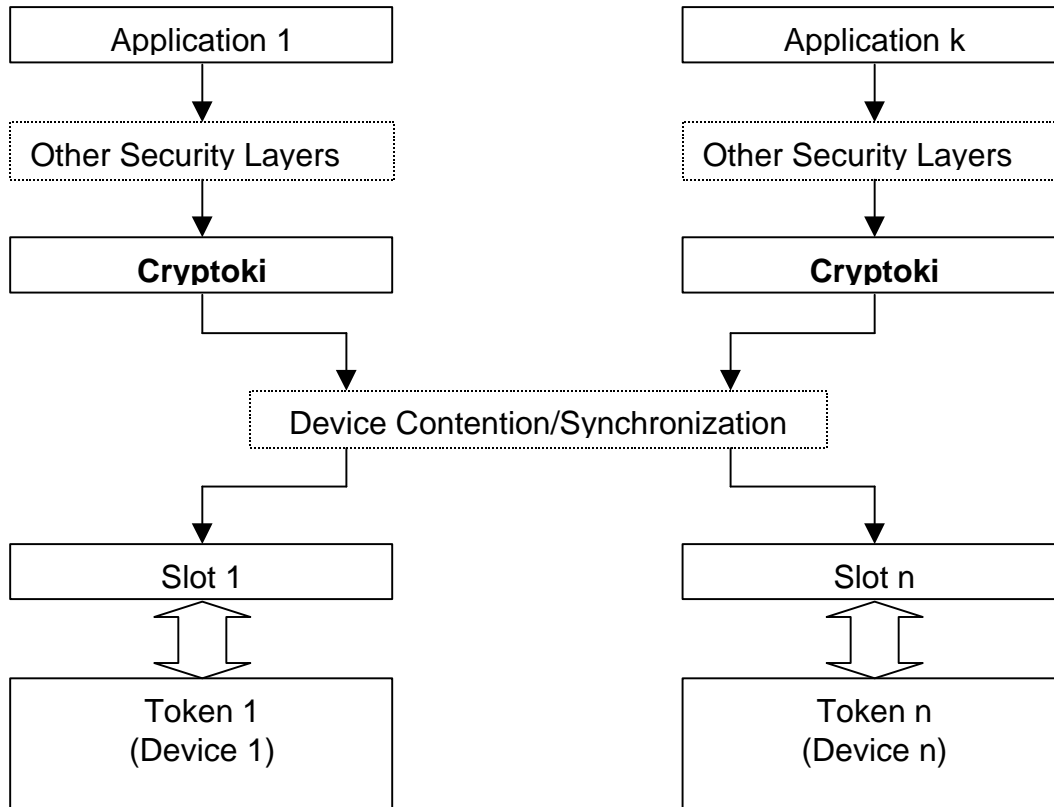 Application 1
Application k
Other Security Layers
Other Security Layers
Cryptoki
Cryptoki
Device Contention/Synchronization
Slot 1
Slot n
Token 1
(Device 1)
Token n
(Device n)